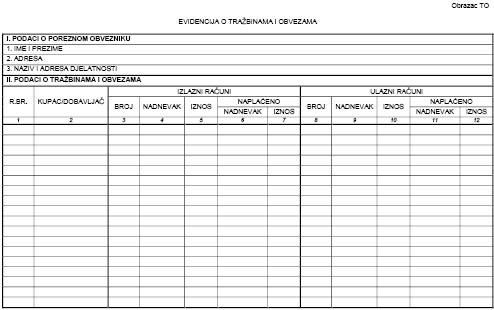 Obrazac TO
EVIDENCIJA O TRAŽBINAMA I OBVEZAMA
I. PODACI O POREZNOM OBVEZNIKU
1. IME I PREZIME
2. ADRESA
3. NAZIV I ADRESA DJELATNOSTI
II. PODACI O TRAŽBINAMA I OBVEZAMA
R.BR. KUPAC/DOBAVLJAČ IZLAZNI RAČUNI ULAZNI RAČUNI
BROJ NADNEVAK IZNOS NAPLAĆENO BROJ NADNEVAK IZNOS NAPLAĆENO
NADNEVAK IZNOS NADNEVAK IZNOS
1 2 3 4 5 6 7 8 9 10 11 12